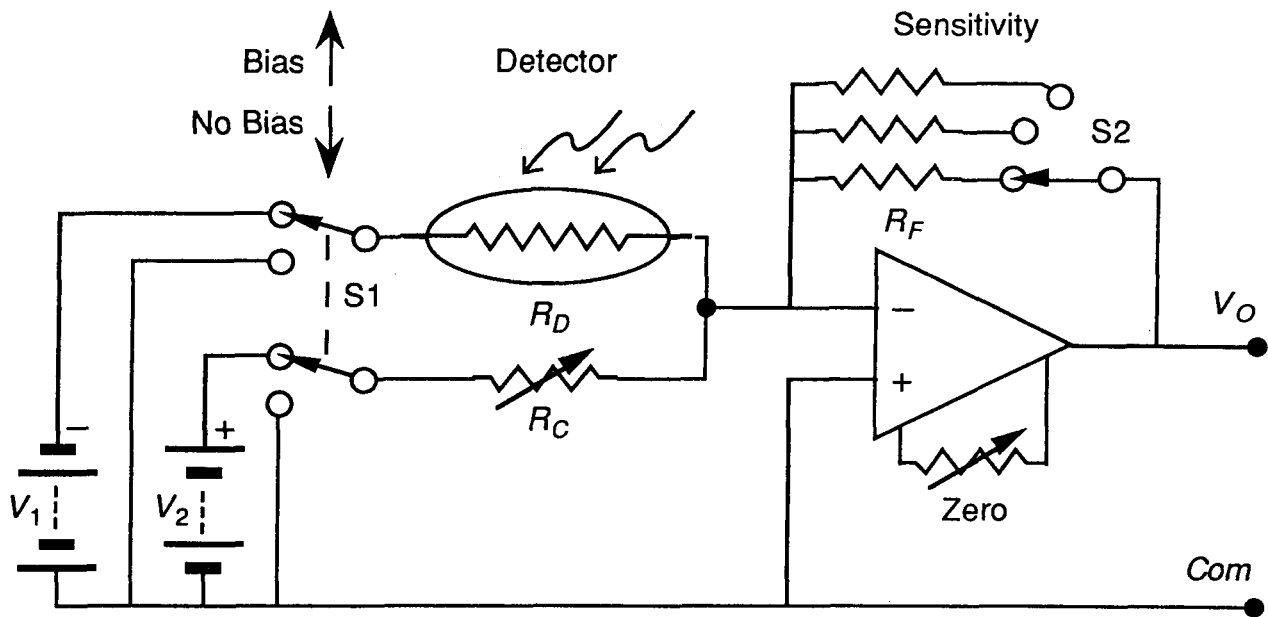 Sensitivity
Bias
Detector
No Bias
S2
R_F
S1
R_D
V_O
−
+
R_C
−
+
V_1
V_2
Zero
Com